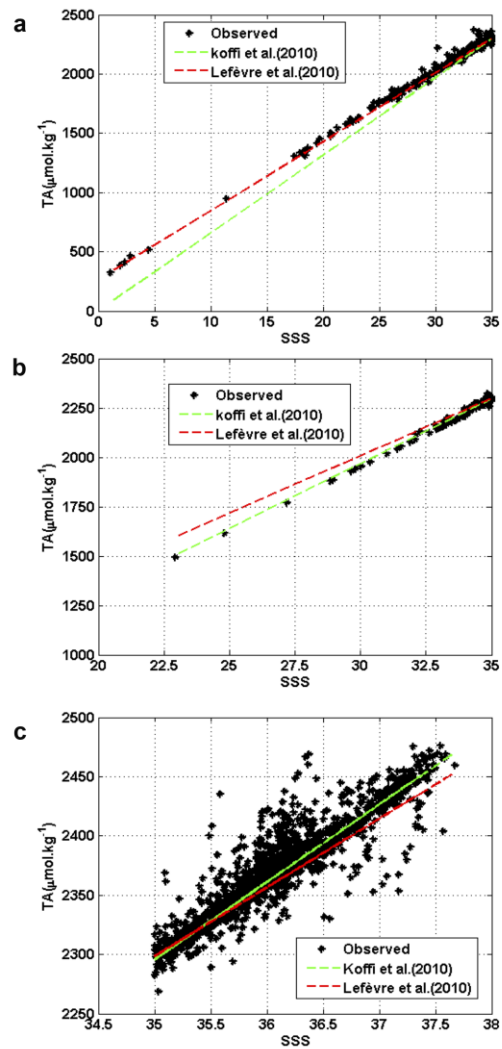 a
2500
2000
1500
1000
500
0
TA(μmol.kg⁻¹)
Observed
koffi et al.(2010)
Lefèvre et al.(2010)
0 5 10 15 20 25 30 35
SSS
b
2500
2250
2000
1750
1500
1250
1000
TA(μmol.kg⁻¹)
Observed
koffi et al.(2010)
Lefèvre et al.(2010)
20 22.5 25 27.5 30 32.5 35
SSS
c
2500
2450
2400
2350
2300
2250
TA(μmol.kg⁻¹)
Observed
Koffi et al.(2010)
Lefèvre et al.(2010)
34.5 35 35.5 36 36.5 37 37.5 38
SSS